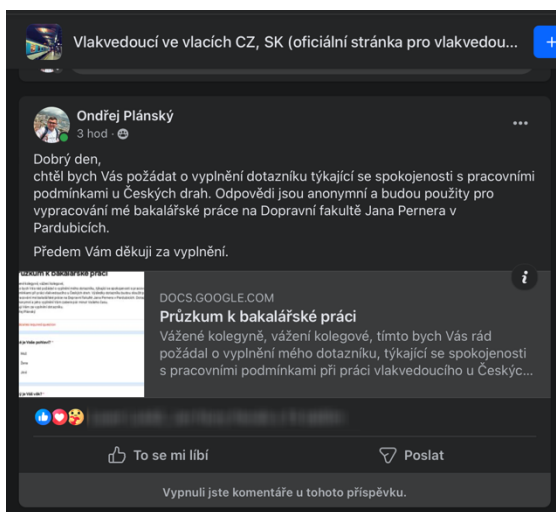 Vlakvedoucí ve vlacích CZ, SK (oficiální stránka pro vlakvedou...
Ondřej Plánský
3 hod ·
Dobrý den,
chtěl bych Vás požádat o vyplnění dotazníku týkající se spokojenosti s pracovními
podmínkami u Českých drah. Odpovědi jsou anonymní a budou použity pro
vypracování mé bakalářské práce na Dopravní fakultě Jana Pernera v
Pardubicích.
Předem Vám děkuji za vyplnění.
Průzkum k bakalářské práci
DOCS.GOOGLE.COM
Průzkum k bakalářské práci
Vážené kolegyně, vážení kolegové, tímto bych Vás rád
požádal o vyplnění mého dotazníku, týkající se spokojenosti
s pracovními podmínkami při práci vlakvedoucího u Českýc...
To se mi líbí
Poslat
Vypnuli jste komentáře u tohoto příspěvku.